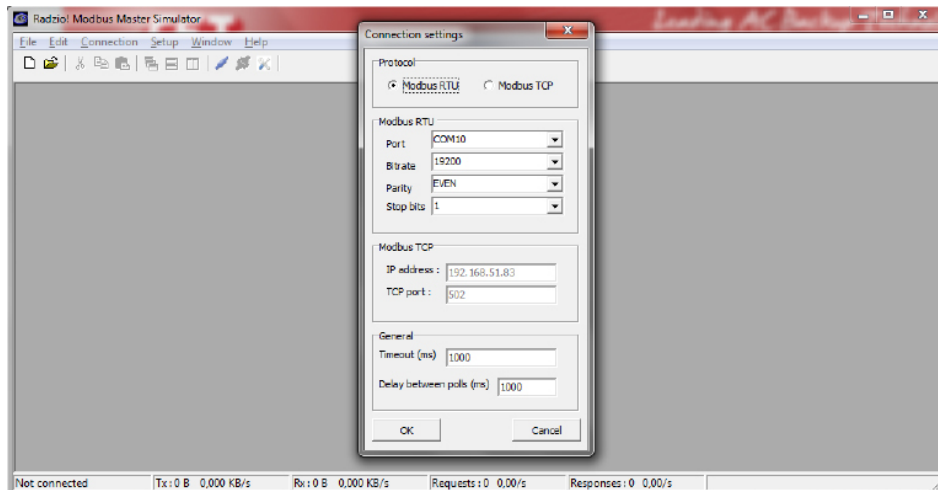 Radzio! Modbus Master Simulator
File Edit Connection Setup Window Help
Connection settings
Protocol
Modbus RTU Modbus TCP
Modbus RTU
Port COM10
Bitrate 19200
Parity EVEN
Stop bits 1
Modbus TCP
IP address : 192.168.51.83
TCP port : 502
General
Timeout (ms) 1000
Delay between polls (ms) 1000
OK Cancel
Not connected Tx : 0 B 0,000 KB/s Rx : 0 B 0,000 KB/s Requests : 0 0,00/s Responses : 0 0,00/s